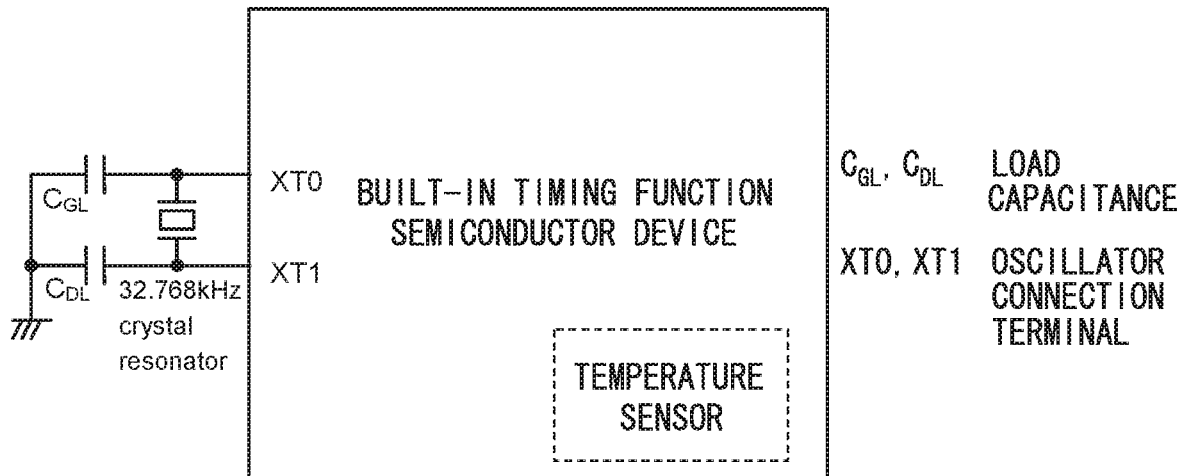 C_GL
XT0
BUILT-IN TIMING FUNCTION
SEMICONDUCTOR DEVICE
C_DL
XT1
32.768kHz
crystal
resonator
TEMPERATURE
SENSOR
C_GL, C_DL LOAD
CAPACITANCE
XT0, XT1 OSCILLATOR
CONNECTION
TERMINAL